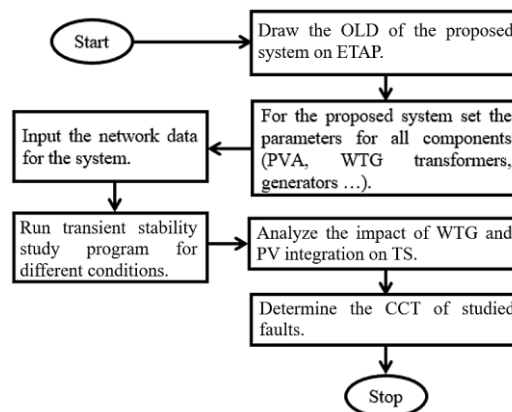 Start
Draw the OLD of the proposed
system on ETAP.
For the proposed system set the
parameters for all components
(PVA, WTG transformers,
generators ...).
Input the network data
for the system.
Run transient stability
study program for
different conditions.
Analyze the impact of WTG and
PV integration on TS.
Determine the CCT of studied
faults.
Stop